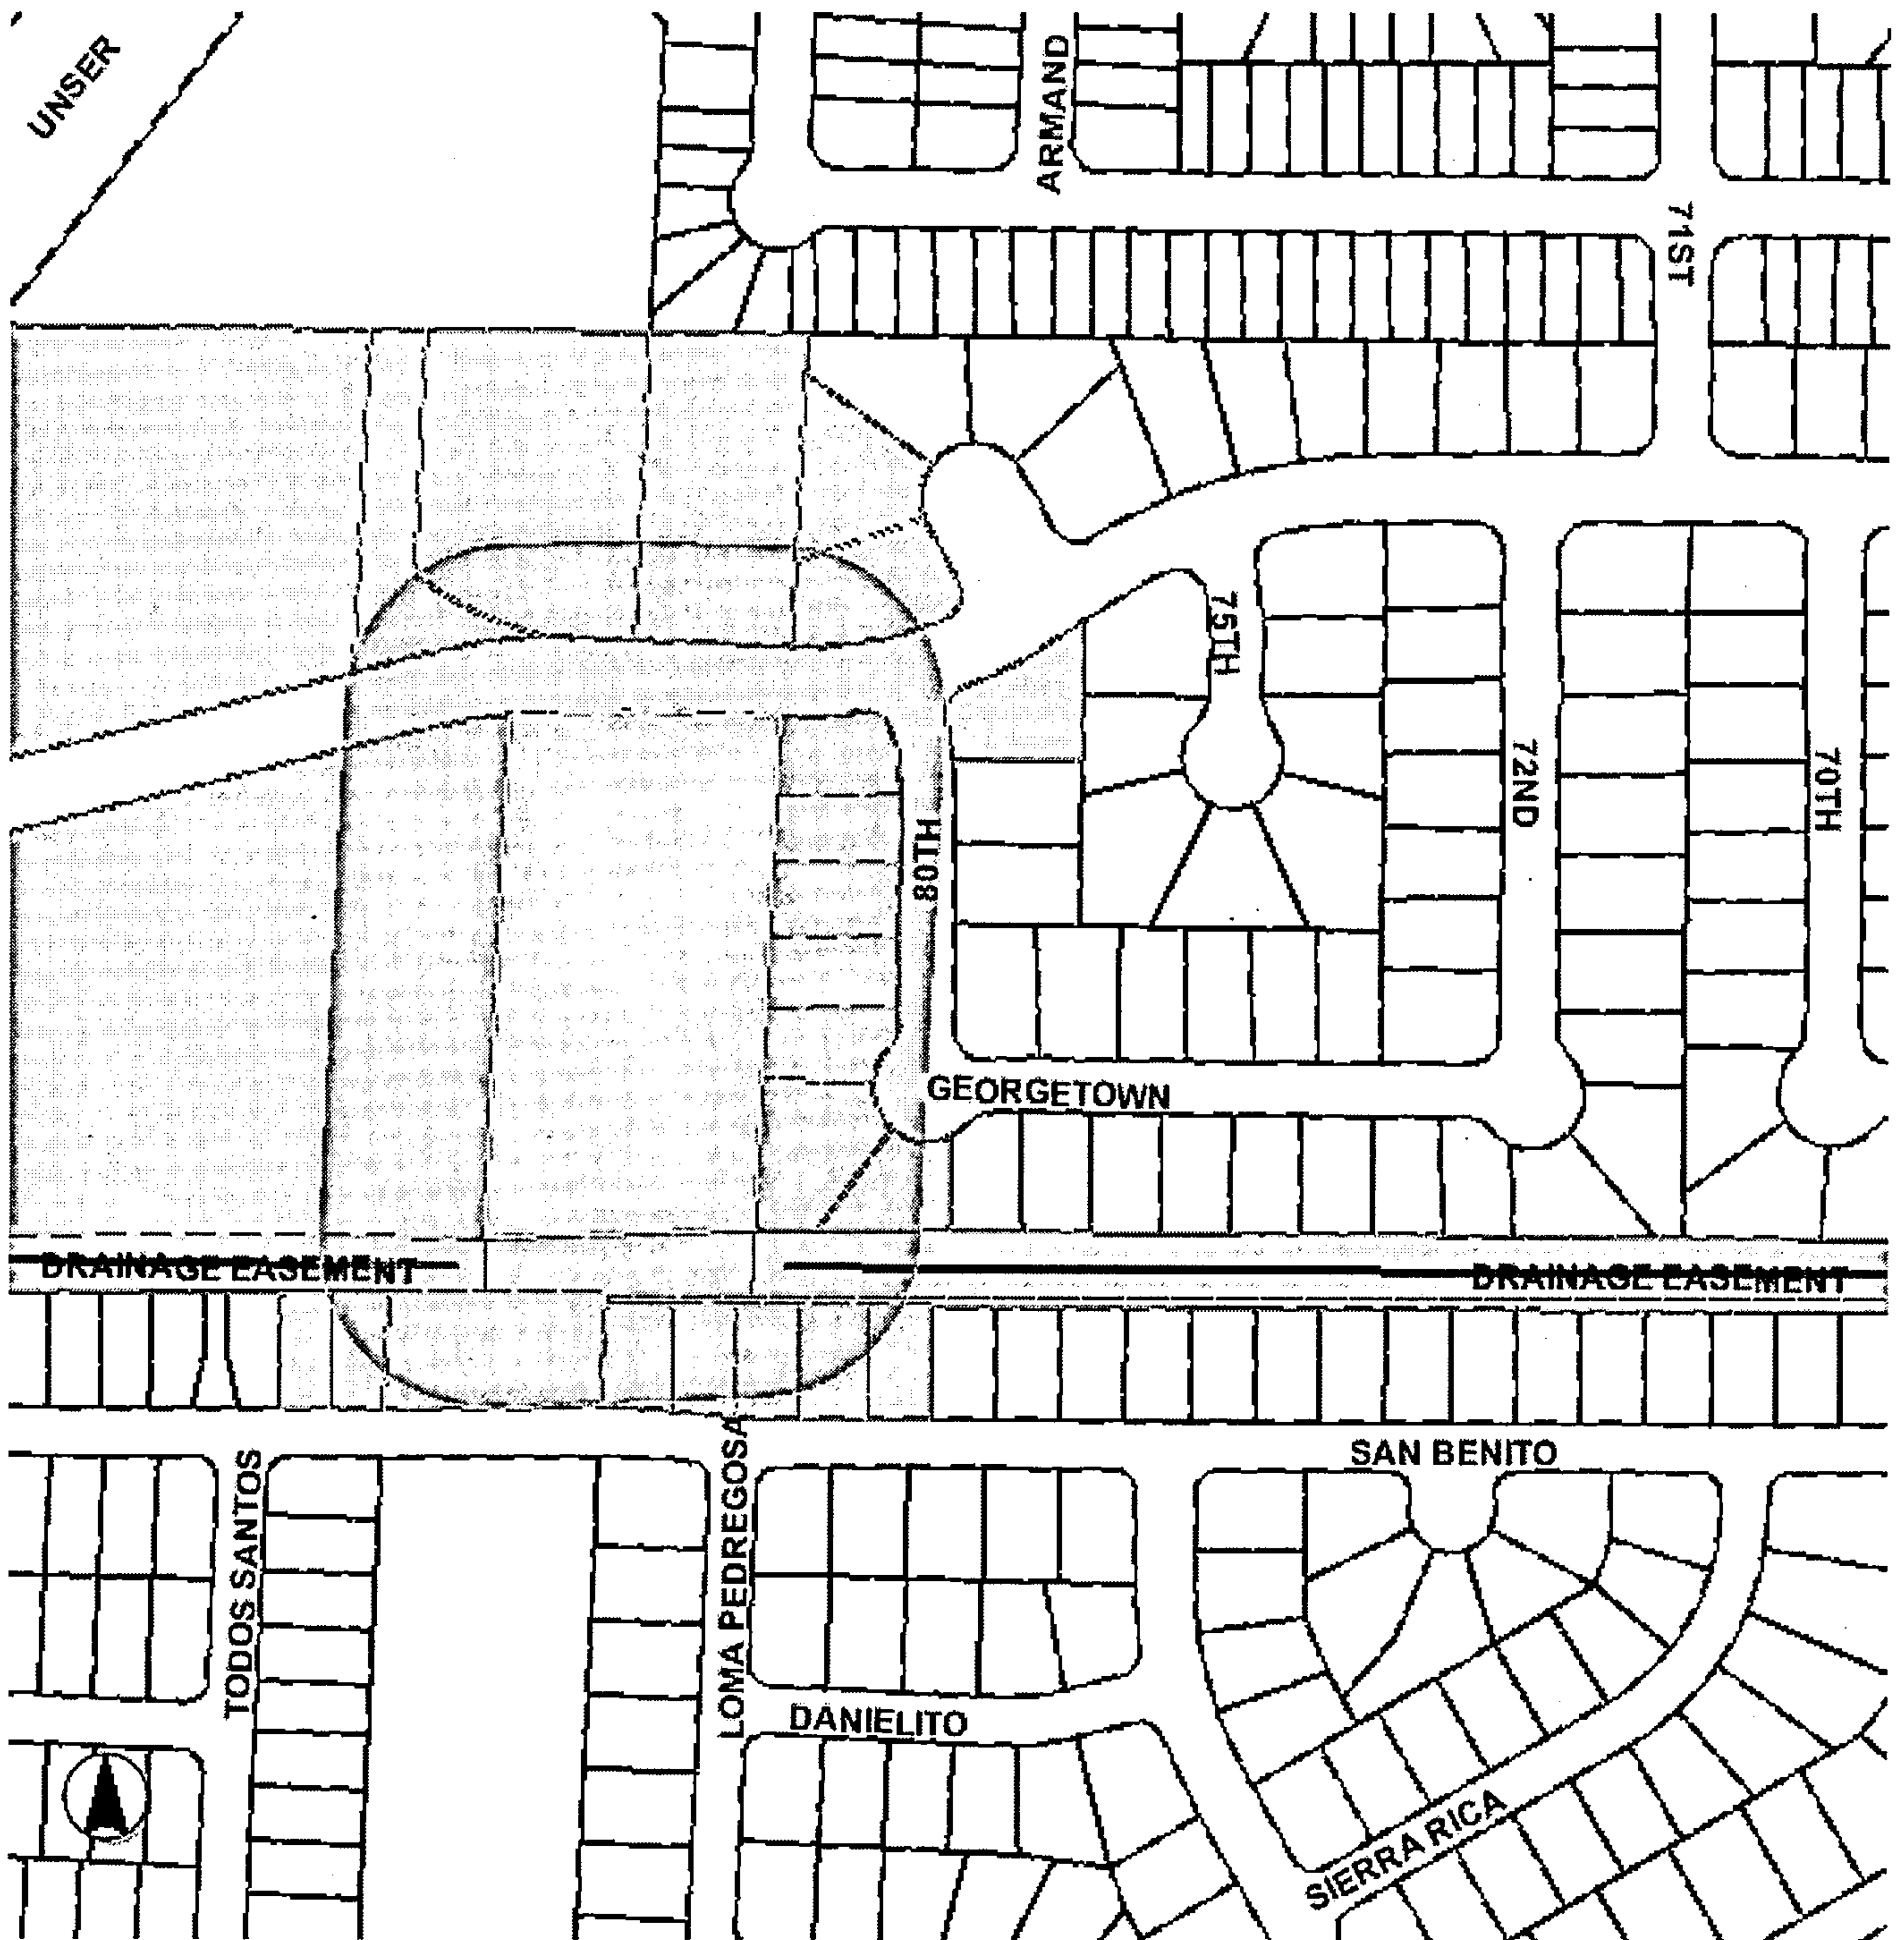 UNSER
ARMAND
71ST
75TH
72ND
70TH
80TH
GEORGETOWN
DRAINAGE EASEMENT
DRAINAGE EASEMENT
SAN BENITO
TODOS SANTOS
LOMA PEDREGOSA
DANIELITO
SIERRA RICA